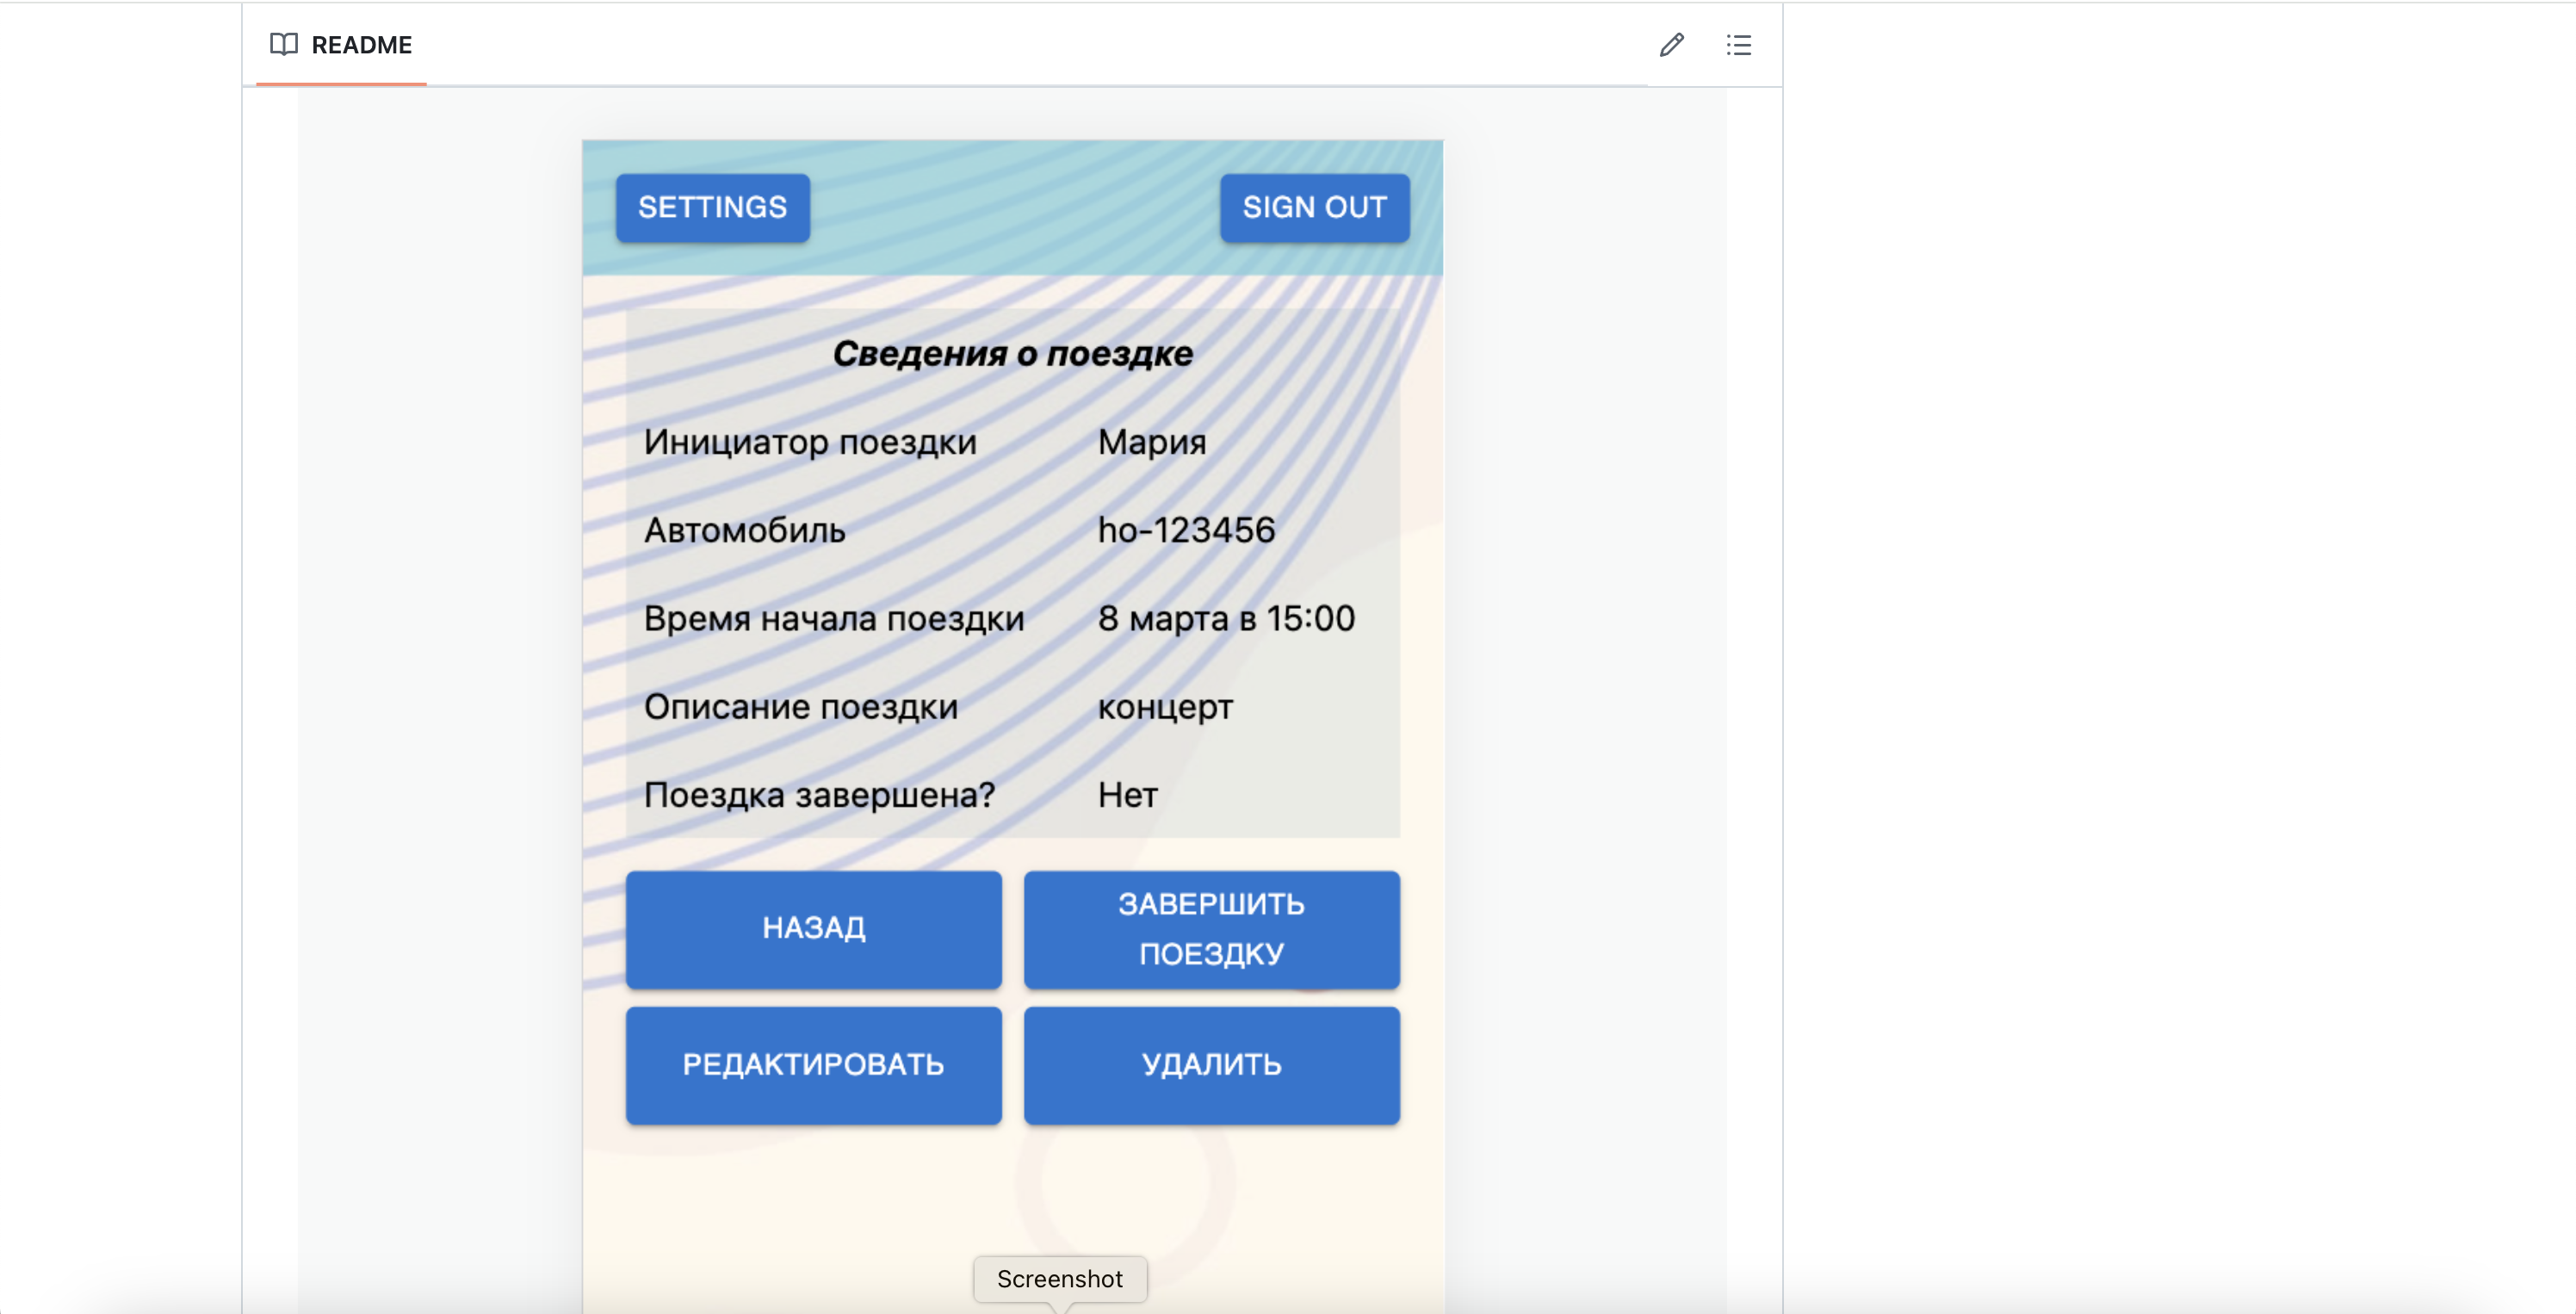 README
SETTINGS
SIGN OUT
Сведения о поездке
Инициатор поездки Мария
Автомобиль ho-123456
Время начала поездки 8 марта в 15:00
Описание поездки концерт
Поездка завершена? Нет
НАЗАД
ЗАВЕРШИТЬ
ПОЕЗДКУ
РЕДАКТИРОВАТЬ
УДАЛИТЬ
Screenshot